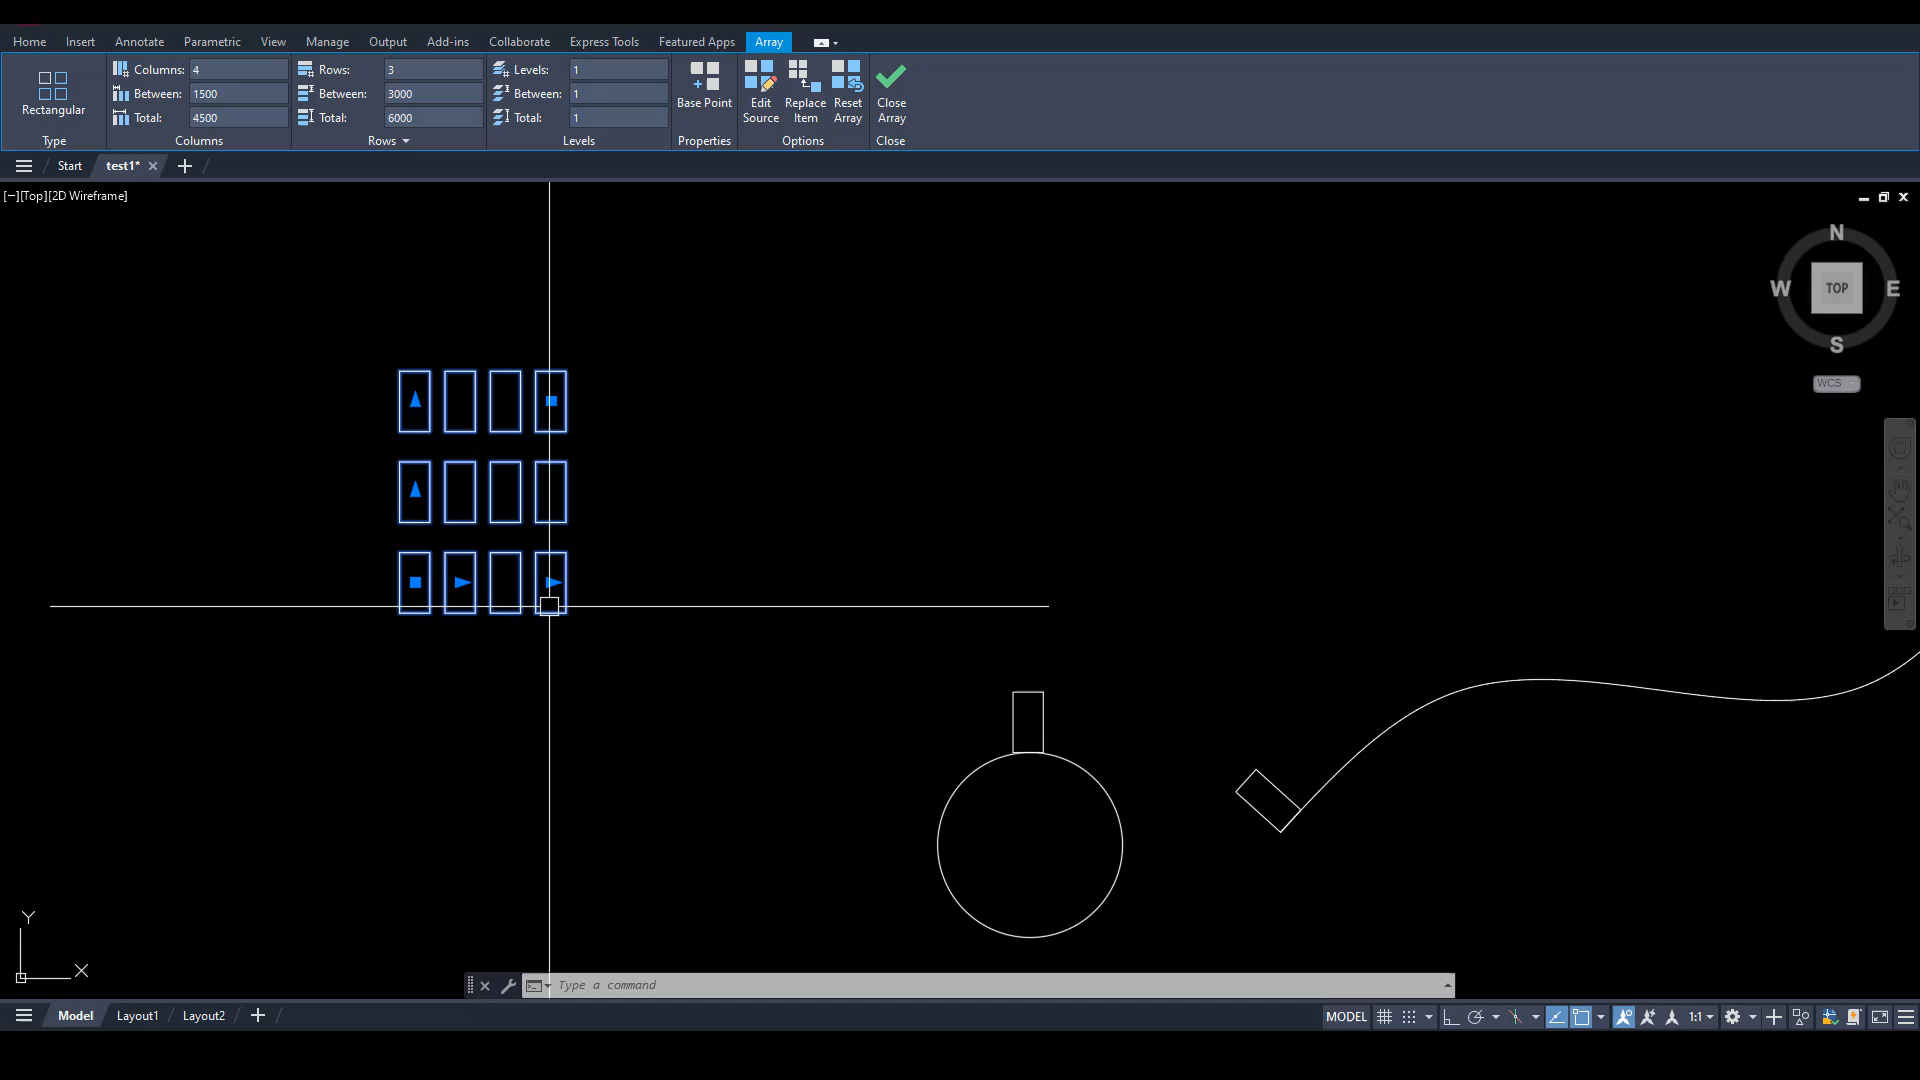 Home Insert Annotate Parametric View Manage Output Add-ins Collaborate Express Tools Featured Apps Array
Columns: 4 Rows: 3 Levels: 1
Between: 1500 Between: 3000 Between: 1
Total: 4500 Total: 6000 Total: 1
Rectangular Base Point Edit Source Replace Item Reset Array Close Array
Type Columns Rows Levels Properties Options Close
Start test1*
[−][Top][2D Wireframe]
N
W TOP E
S
WCS
Y
X
Type a command
Model Layout1 Layout2 MODEL 1:1